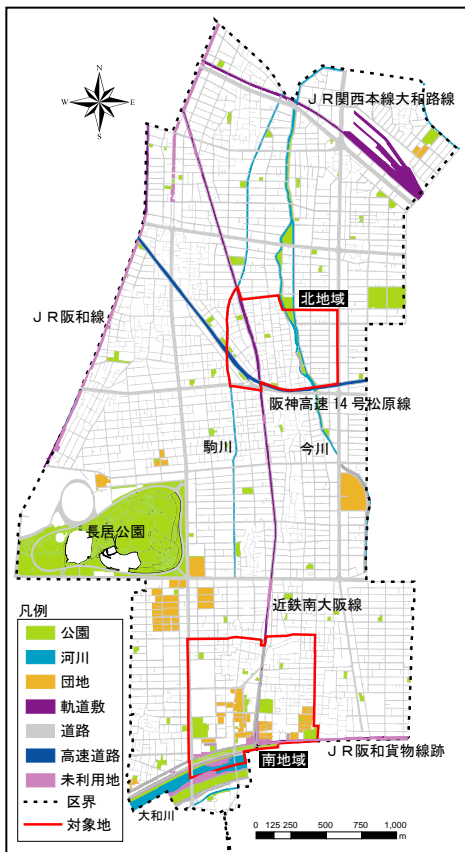 N
W E
S
ＪＲ関西本線大和路線
北地域
ＪＲ阪和線
阪神高速14号松原線
駒川
今川
長居公園
近鉄南大阪線
凡例
公園
河川
団地
軌道敷
道路
高速道路
未利用地
区界
対象地
ＪＲ阪和貨物線跡
南地域
大和川
0 125 250 500 750 1,000
m